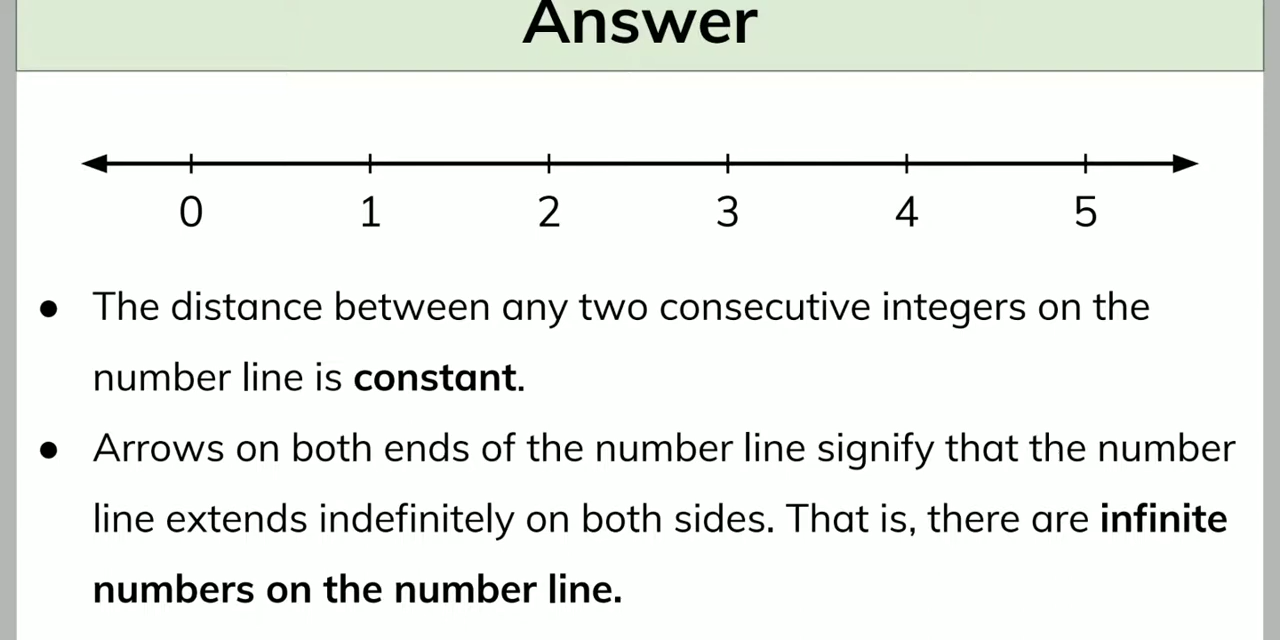 Answer
0 1 2 3 4 5
● The distance between any two consecutive integers on the
number line is constant.
● Arrows on both ends of the number line signify that the number
line extends indefinitely on both sides. That is, there are infinite
numbers on the number line.